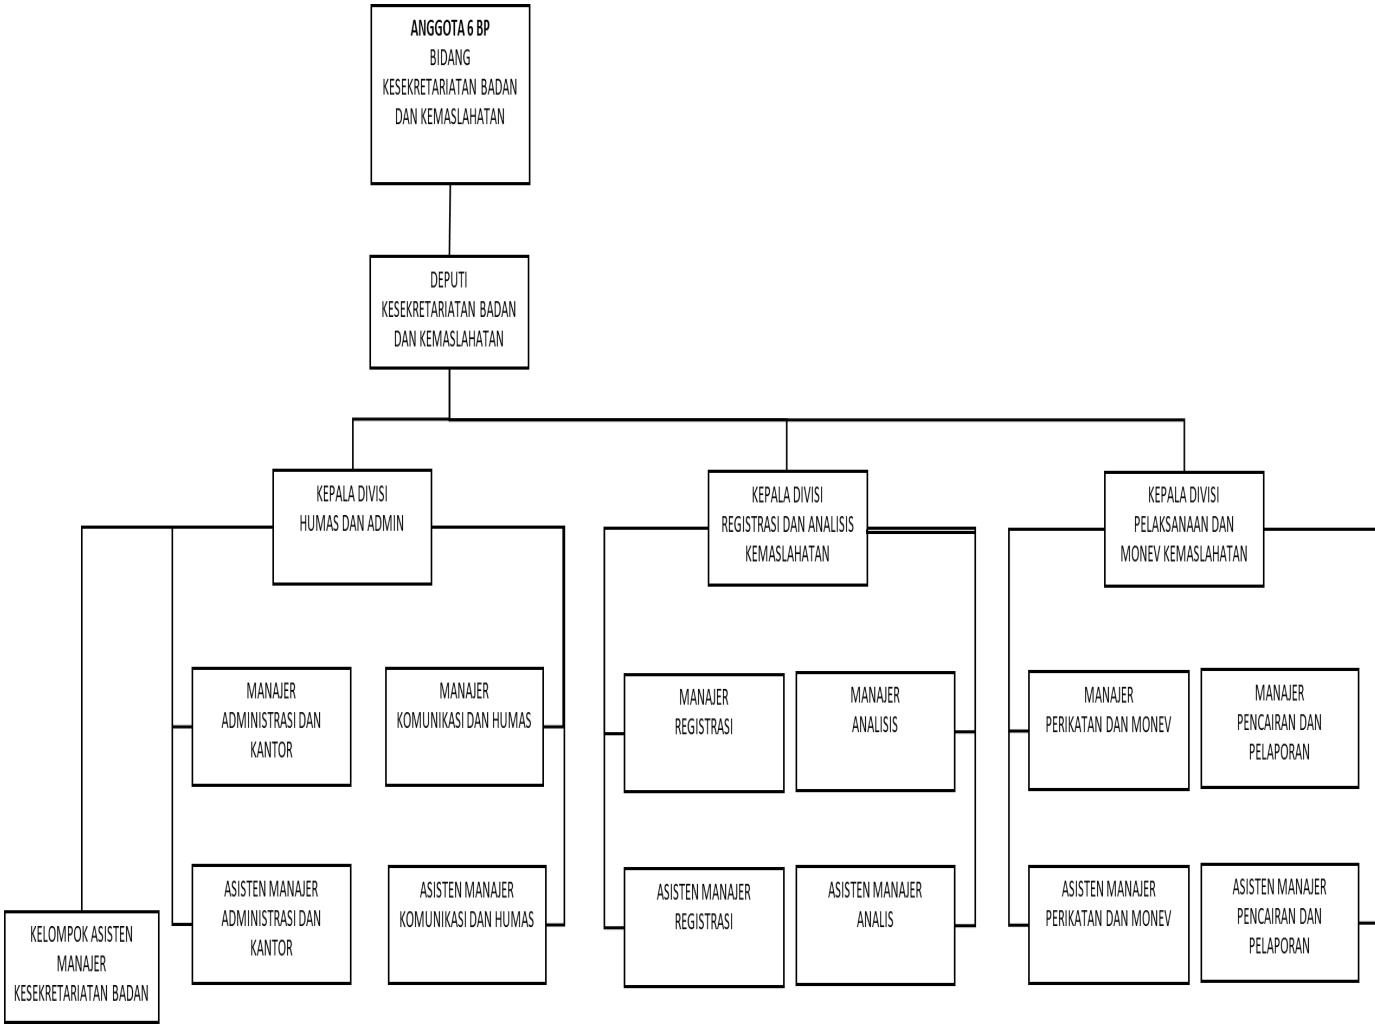 ANGGOTA 6 BP
BIDANG
KESEKRETARIATAN BADAN
DAN KEMASLAHATAN
DEPUTI
KESEKRETARIATAN BADAN
DAN KEMASLAHATAN
KEPALA DIVISI
HUMAS DAN ADMIN
KEPALA DIVISI
REGISTRASI DAN ANALISIS
KEMASLAHATAN
KEPALA DIVISI
PELAKSANAAN DAN
MONEV KEMASLAHATAN
MANAJER
ADMINISTRASI DAN
KANTOR
MANAJER
KOMUNIKASI DAN HUMAS
MANAJER
REGISTRASI
MANAJER
ANALISIS
MANAJER
PERIKATAN DAN MONEV
MANAJER
PENCAIRAN DAN
PELAPORAN
KELOMPOK ASISTEN
MANAJER
KESEKRETARIATAN BADAN
ASISTEN MANAJER
ADMINISTRASI DAN
KANTOR
ASISTEN MANAJER
KOMUNIKASI DAN HUMAS
ASISTEN MANAJER
REGISTRASI
ASISTEN MANAJER
ANALIS
ASISTEN MANAJER
PERIKATAN DAN MONEV
ASISTEN MANAJER
PENCAIRAN DAN
PELAPORAN